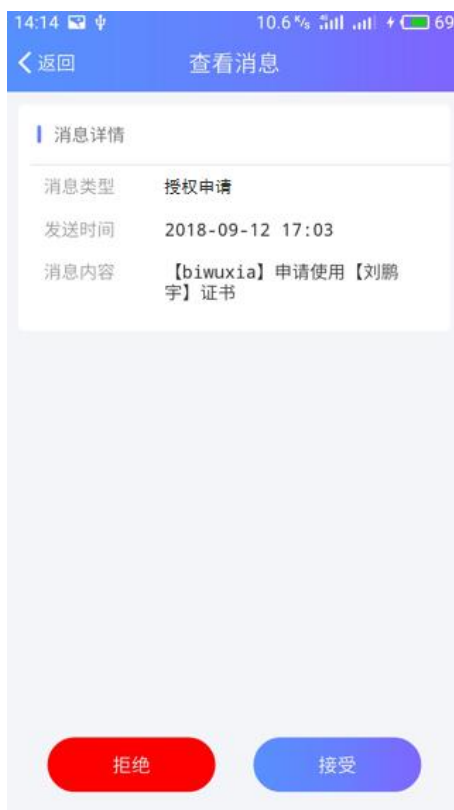 14:14 10.6 K/s 69
返回 查看消息
消息详情
消息类型 授权申请
发送时间 2018-09-12 17:03
消息内容 【biwuxia】申请使用【刘鹏
宇】证书
拒绝 接受